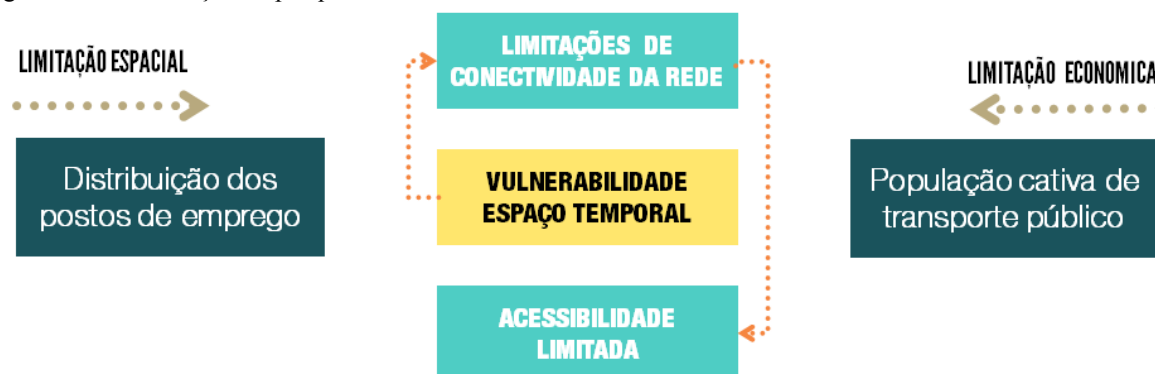 LIMITAÇÃO ESPACIAL
Distribuição dos
postos de emprego
LIMITAÇÕES DE
CONECTIVIDADE DA REDE
VULNERABILIDADE
ESPAÇO TEMPORAL
ACESSIBILIDADE
LIMITADA
LIMITAÇÃO ECONOMICA
População cativa de
transporte público